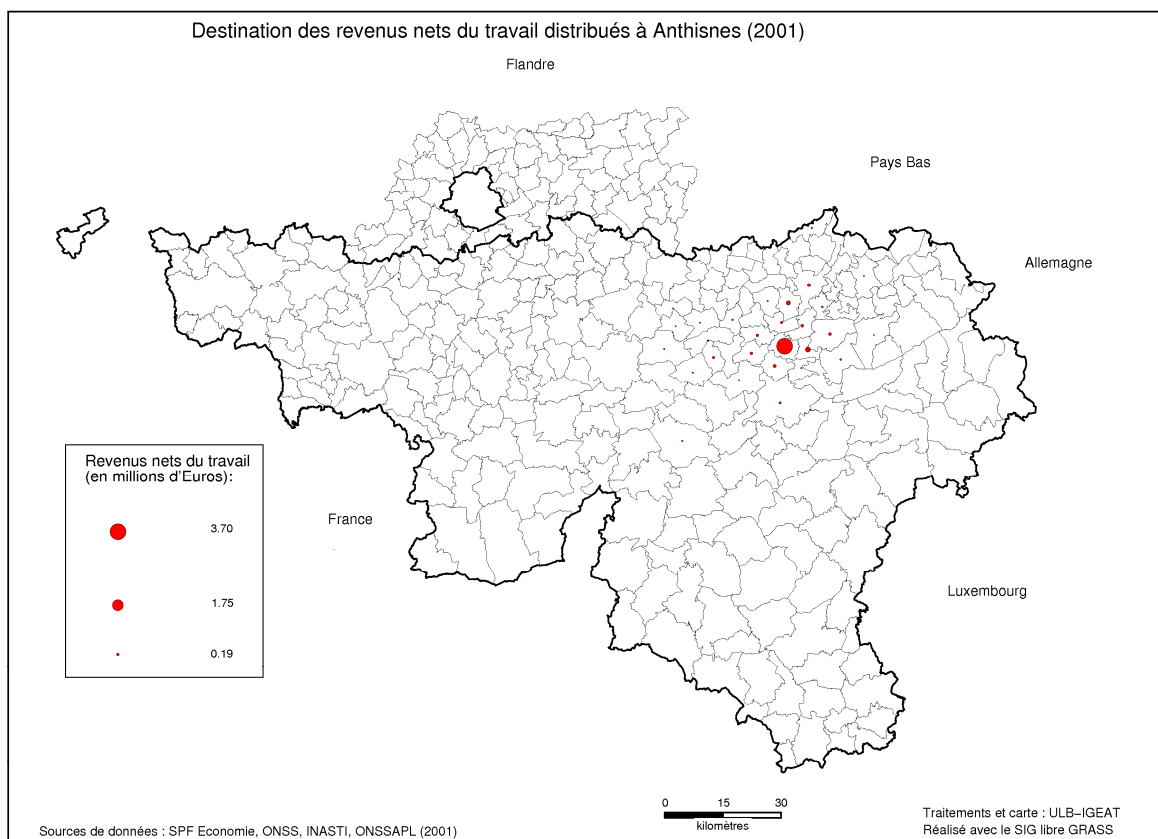 Destination des revenus nets du travail distribués à Anthisnes (2001)
Flandre
Pays Bas
Allemagne
Revenus nets du travail
(en millions d'Euros):
3.70
1.75
0.19
France
Luxembourg
0 15 30
kilomètres
Sources de données : SPF Economie, ONSS, INASTI, ONSSAPL (2001)
Traitements et carte : ULB-IGEAT
Réalisé avec le SIG libre GRASS